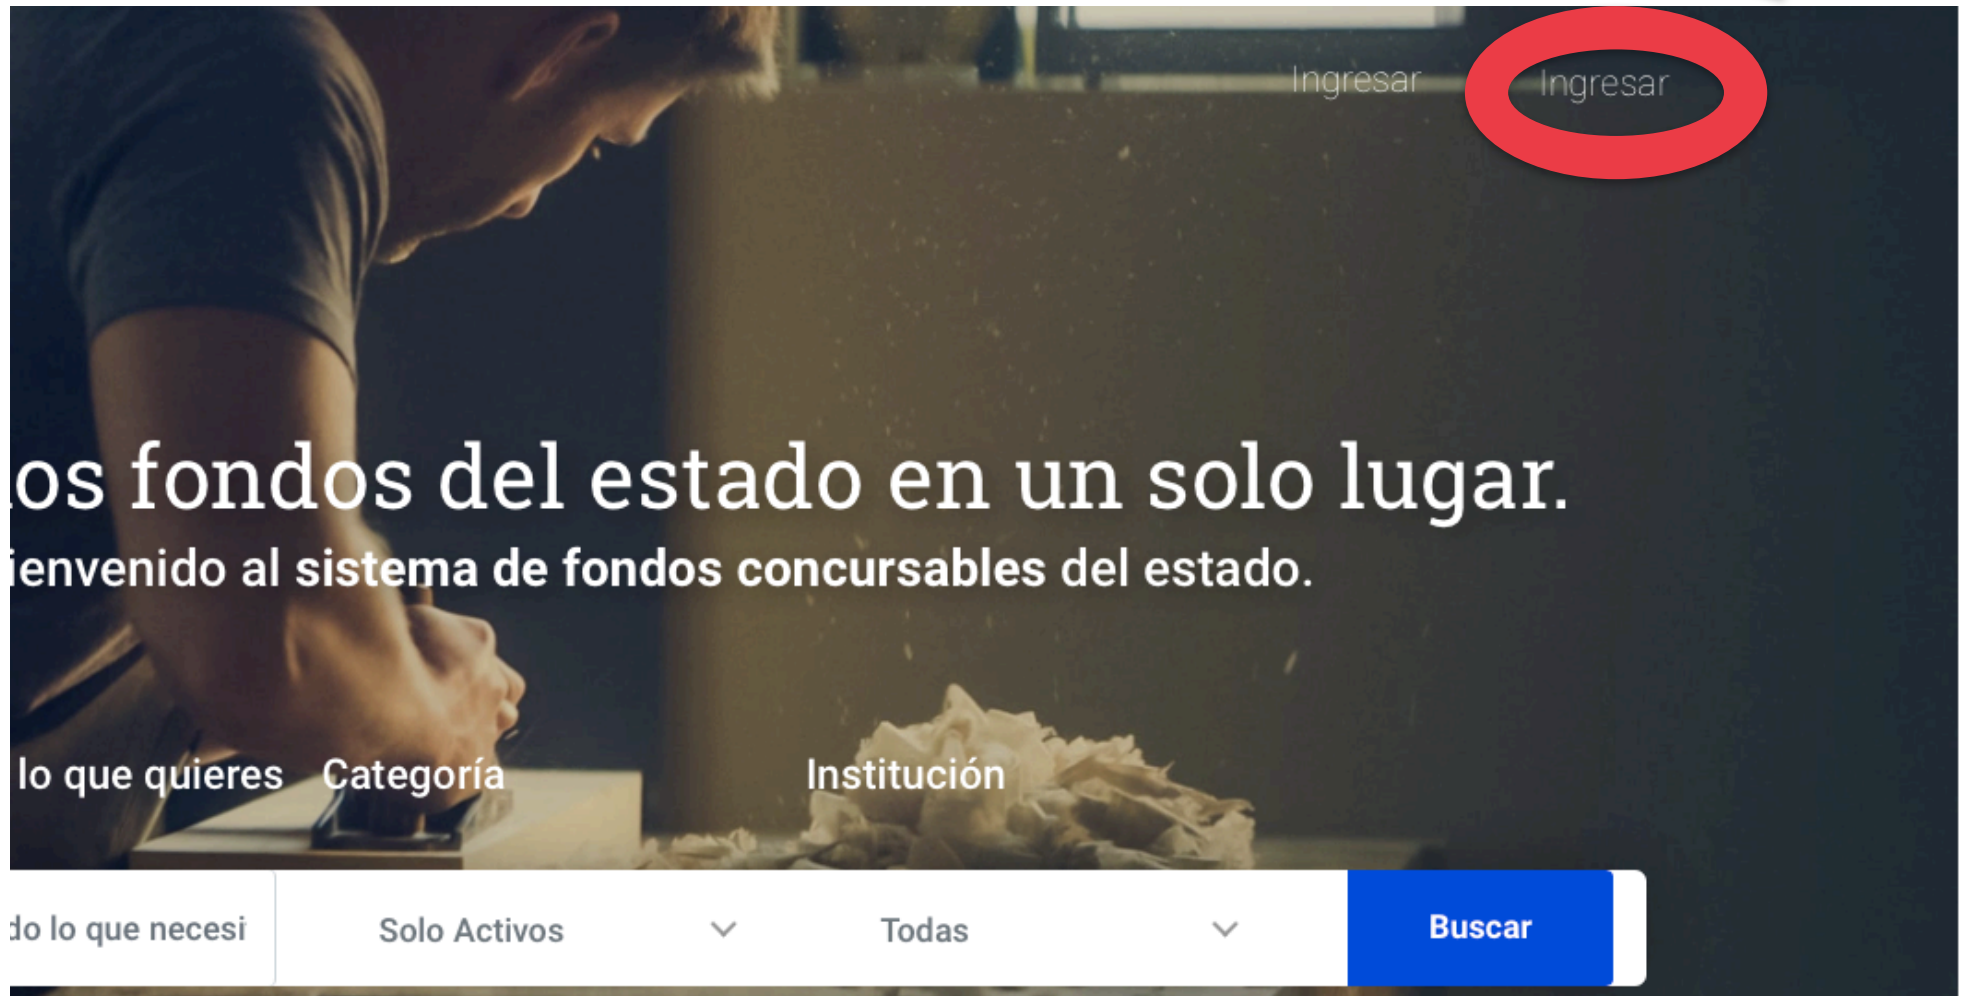 Ingresar Ingresar
os fondos del estado en un solo lugar.
ienvenido al sistema de fondos concursables del estado.
lo que quieres Categoría Institución
do lo que necesi Solo Activos Todas Buscar